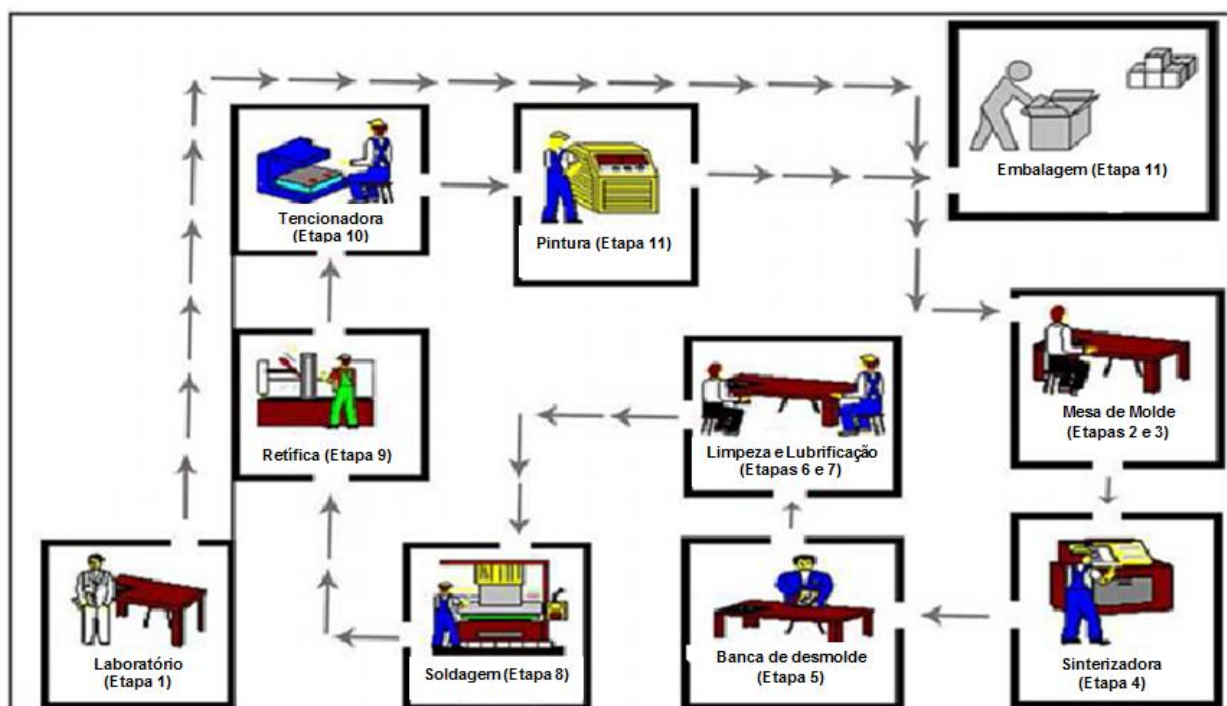 Embalagem (Etapa 11)
Tencionadora
(Etapa 10)
Pintura (Etapa 11)
Mesa de Molde
(Etapas 2 e 3)
Limpeza e Lubrificação
(Etapas 6 e 7)
Retífica (Etapa 9)
Laboratório
(Etapa 1)
Soldagem (Etapa 8)
Banca de desmolde
(Etapa 5)
Sinterizadora
(Etapa 4)